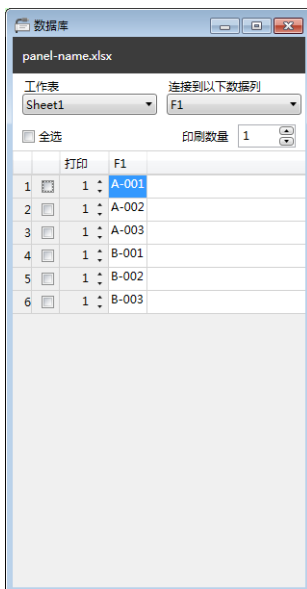 数据库
panel-name.xlsx
工作表 连接到以下数据列
Sheet1 F1
全选 印刷数量 1
打印 F1
1 1 A-001
2 1 A-002
3 1 A-003
4 1 B-001
5 1 B-002
6 1 B-003